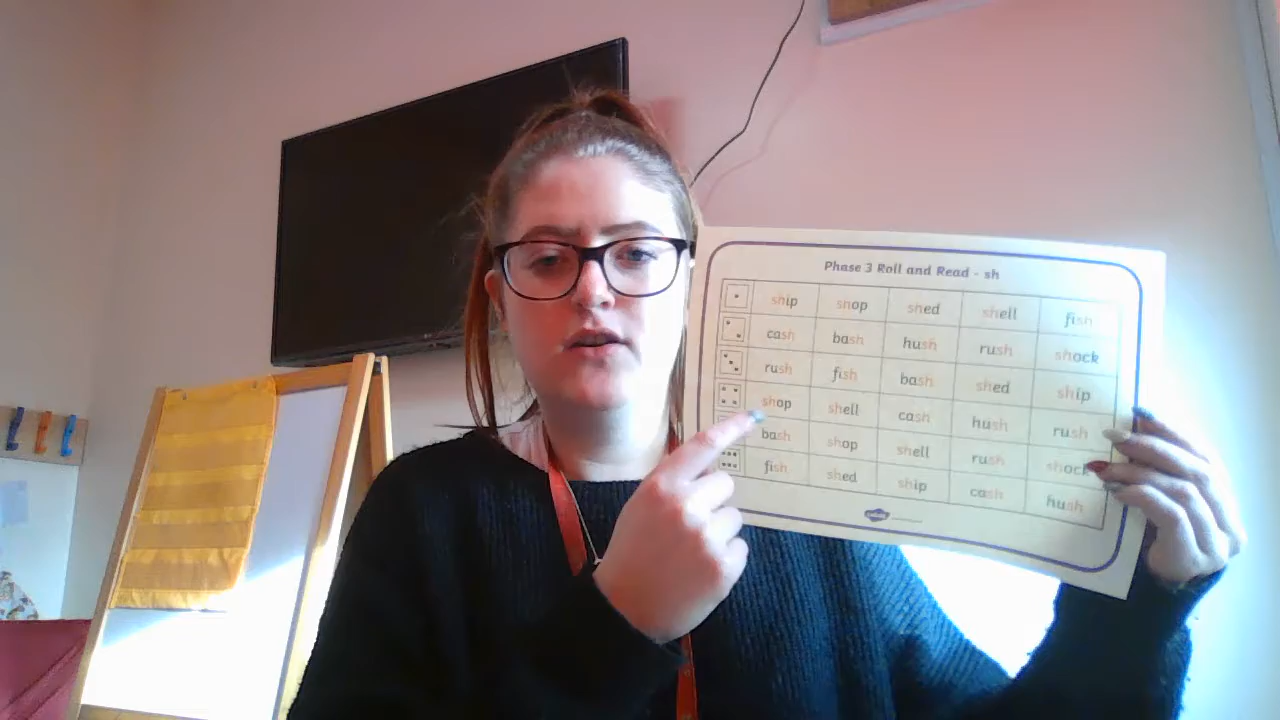 Phase 3 Roll and Read - sh
ship shop shed shell fish
cash bash hush rush shock
rush fish bash shed ship
shop shell cash hush rush
bash shop shell rush shock
fish shed ship cash hush